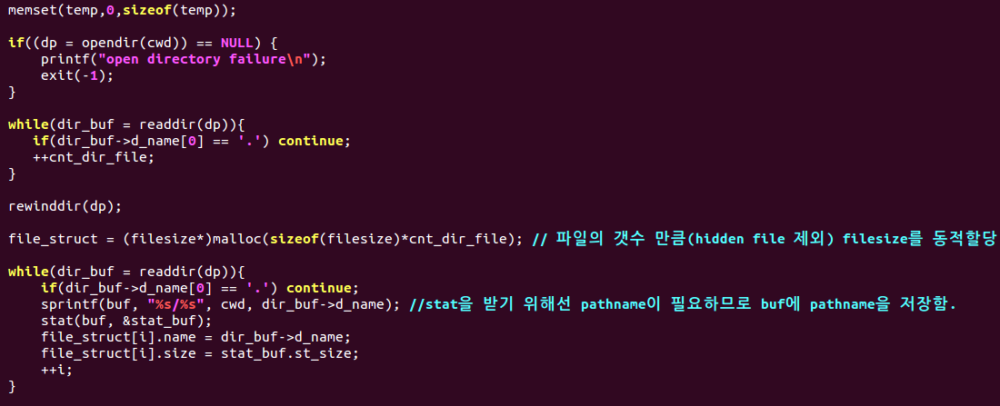 memset(temp,0,sizeof(temp));

if((dp = opendir(cwd)) == NULL) {
    printf("open directory failure\n");
    exit(-1);
}

while(dir_buf = readdir(dp)){
   if(dir_buf->d_name[0] == '.') continue;
   ++cnt_dir_file;
}

rewinddir(dp);

file_struct = (filesize*)malloc(sizeof(filesize)*cnt_dir_file); // 파일의 갯수 만큼(hidden file 제외) filesize를 동적할당

while(dir_buf = readdir(dp)){
    if(dir_buf->d_name[0] == '.') continue;
    sprintf(buf, "%s/%s", cwd, dir_buf->d_name); //stat을 받기 위해선 pathname이 필요하므로 buf에 pathname을 저장함.
    stat(buf, &stat_buf);
    file_struct[i].name = dir_buf->d_name;
    file_struct[i].size = stat_buf.st_size;
    ++i;
}